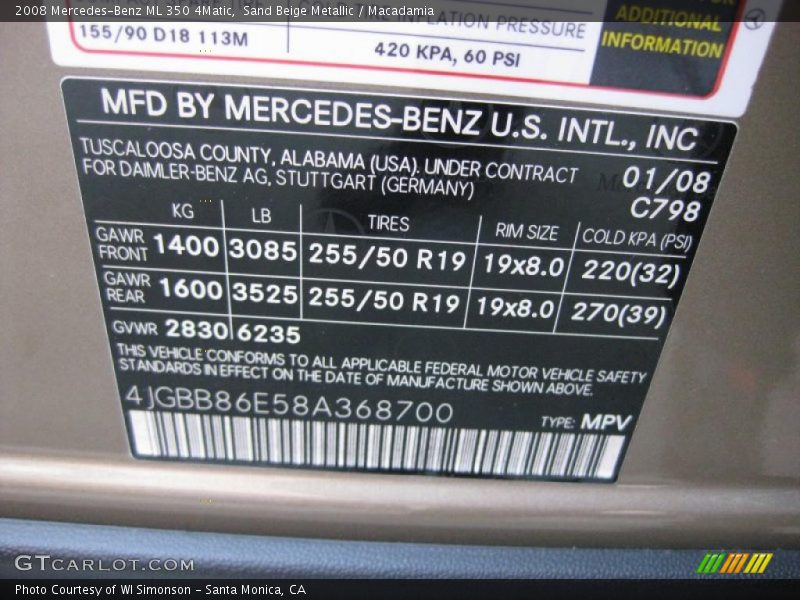 2008 Mercedes-Benz ML 350 4Matic, Sand Beige Metallic / Macadamia
INFLATION PRESSURE
155/90 D18 113M
420 KPA, 60 PSI
ADDITIONAL
INFORMATION
MFD BY MERCEDES-BENZ U.S. INTL., INC
TUSCALOOSA COUNTY, ALABAMA (USA). UNDER CONTRACT
FOR DAIMLER-BENZ AG, STUTTGART (GERMANY)
01/08
C798
KG LB TIRES RIM SIZE COLD KPA (PSI)
GAWR FRONT 1400 3085 255/50 R19 19x8.0 220(32)
GAWR REAR 1600 3525 255/50 R19 19x8.0 270(39)
GVWR 2830 6235
THIS VEHICLE CONFORMS TO ALL APPLICABLE FEDERAL MOTOR VEHICLE SAFETY
STANDARDS IN EFFECT ON THE DATE OF MANUFACTURE SHOWN ABOVE.
4JGBB86E58A368700
TYPE: MPV
GTCARLOT.COM
Photo Courtesy of WI Simonson - Santa Monica, CA